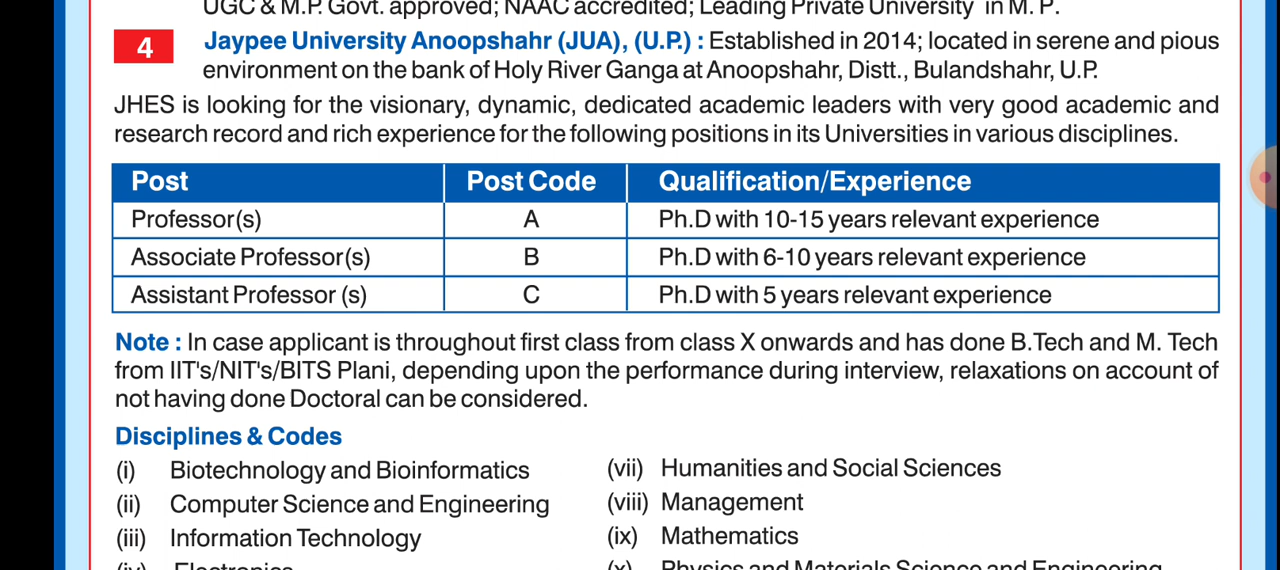 UGC & M.P. Govt. approved; NAAC accredited; Leading Private University in M. P.
4 Jaypee University Anoopshahr (JUA), (U.P.) : Established in 2014; located in serene and pious
environment on the bank of Holy River Ganga at Anoopshahr, Distt., Bulandshahr, U.P.
JHES is looking for the visionary, dynamic, dedicated academic leaders with very good academic and
research record and rich experience for the following positions in its Universities in various disciplines.
Post Post Code Qualification/Experience
Professor(s) A Ph.D with 10-15 years relevant experience
Associate Professor(s) B Ph.D with 6-10 years relevant experience
Assistant Professor (s) C Ph.D with 5 years relevant experience
Note : In case applicant is throughout first class from class X onwards and has done B.Tech and M. Tech
from IIT's/NIT's/BITS Plani, depending upon the performance during interview, relaxations on account of
not having done Doctoral can be considered.
Disciplines & Codes
(i) Biotechnology and Bioinformatics
(ii) Computer Science and Engineering
(iii) Information Technology
(iv) Electronics
(vii) Humanities and Social Sciences
(viii) Management
(ix) Mathematics
(x) Physics and Materials Science and Engineering